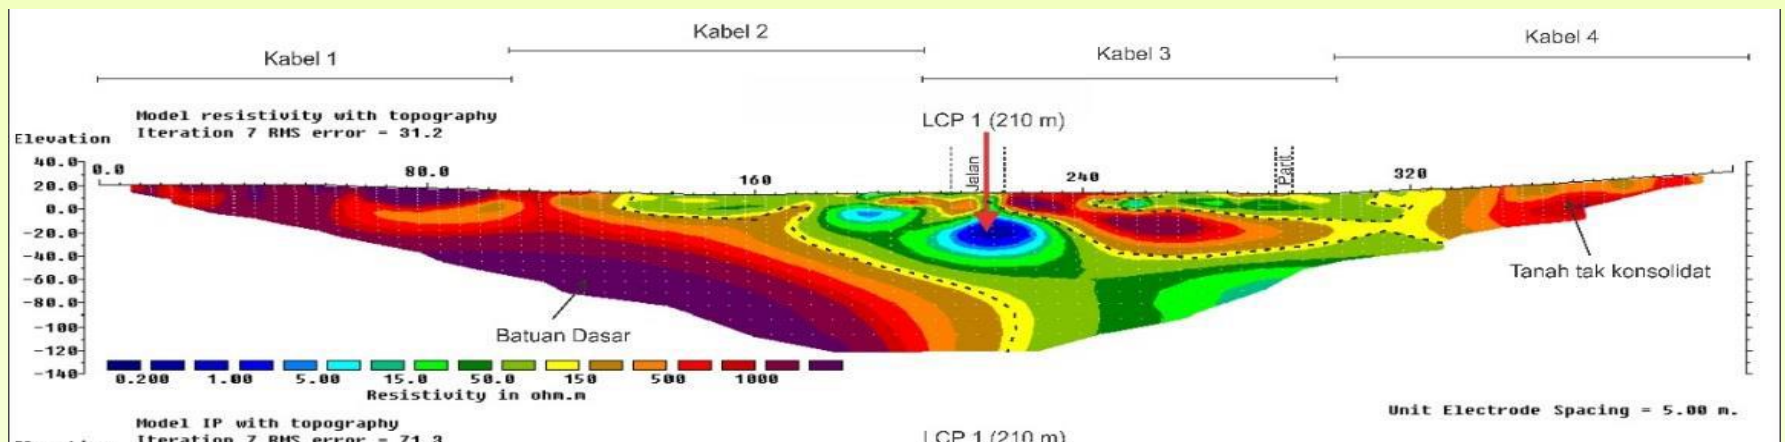 Kabel 1
Kabel 2
Kabel 3
Kabel 4
Model resistivity with topography
Iteration 7 RMS error = 31.2
LCP 1 (210 m)
Elevation
40.0
20.0
0.0
-20.0
-40.0
-60.0
-80.0
-100
-120
-140
0.0
80.0
160
240
320
Jalan
Parit
Tanah tak konsolidat
Batuan Dasar
0.200 1.00 5.00 15.0 50.0 150 500 1000
Resistivity in ohm.m
Unit Electrode Spacing = 5.00 m.
Model IP with topography
Iteration 7 RMS error = 71.3
LCP 1 (210 m)
Elevation